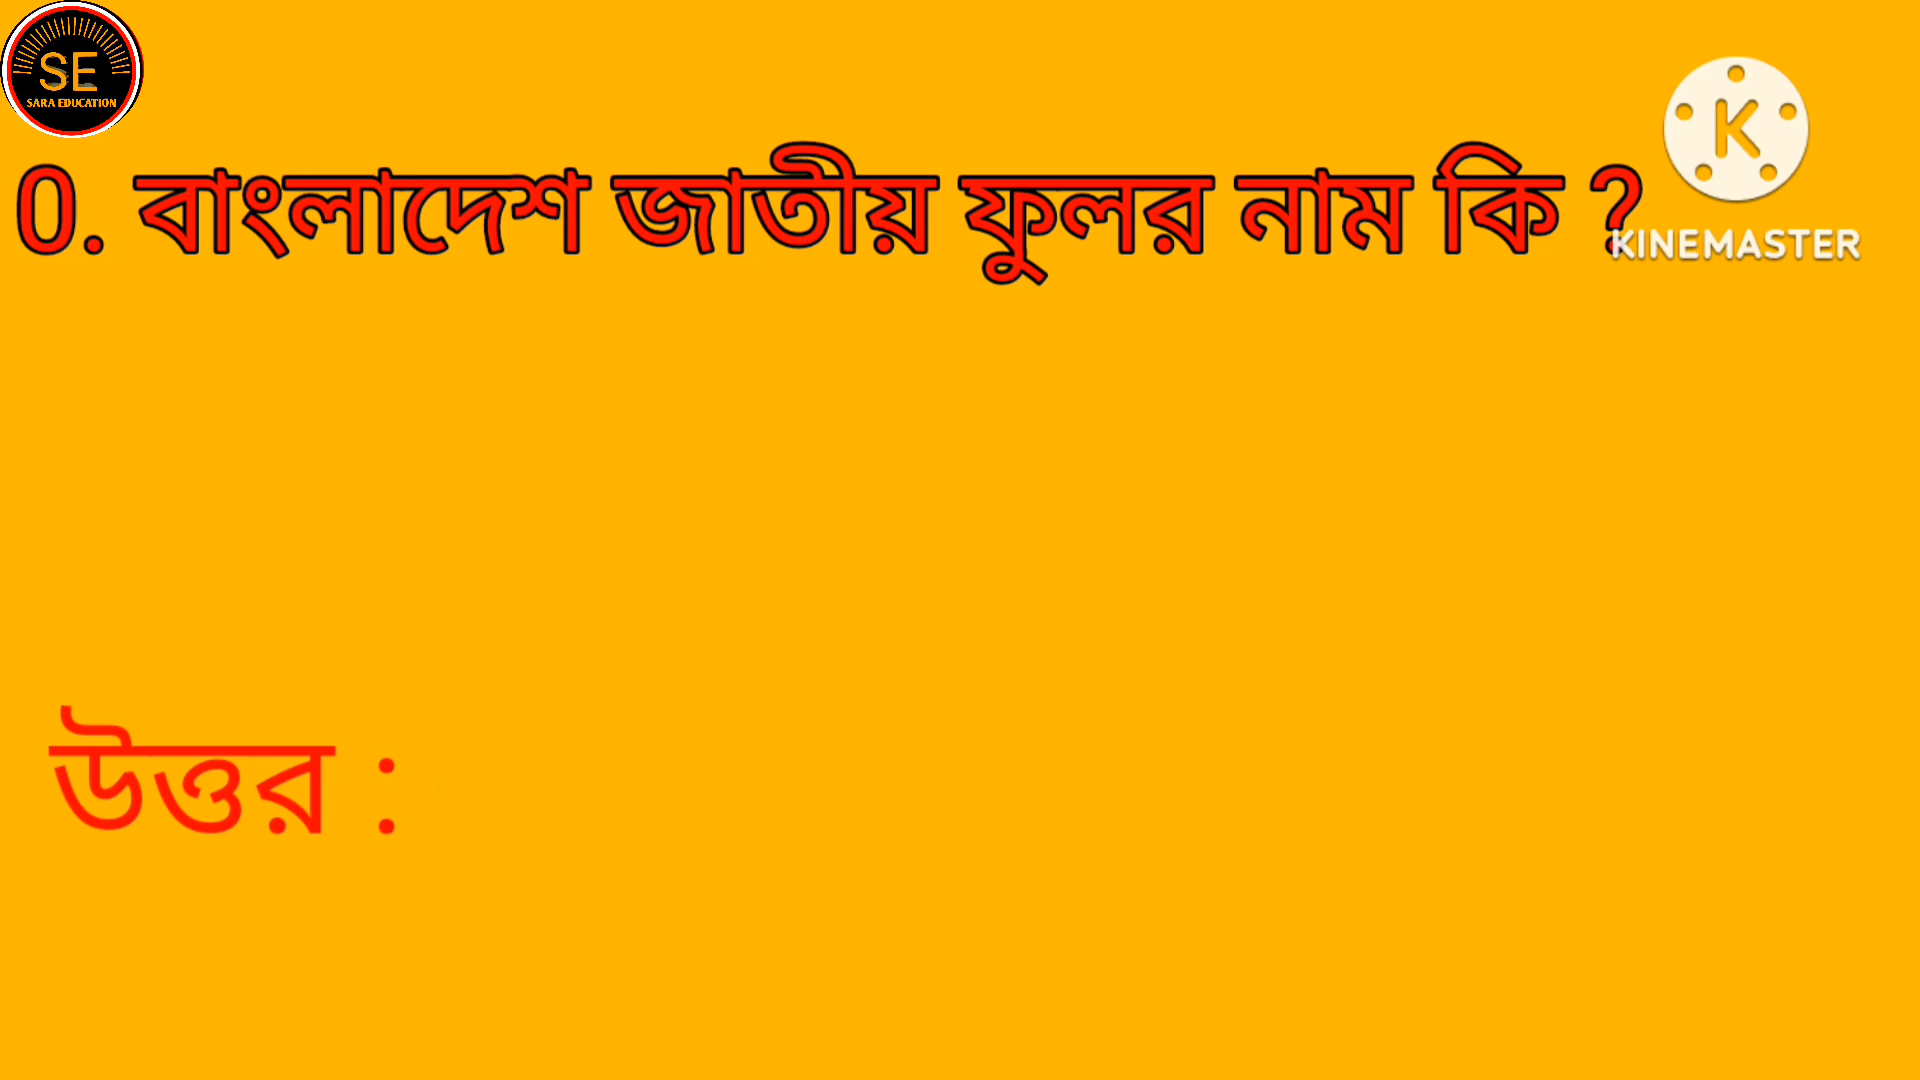 SE
SARA EDUCATION
K
0. বাংলাদেশ জাতীয় ফুলর নাম কি ?
KINEMASTER
উত্তর :